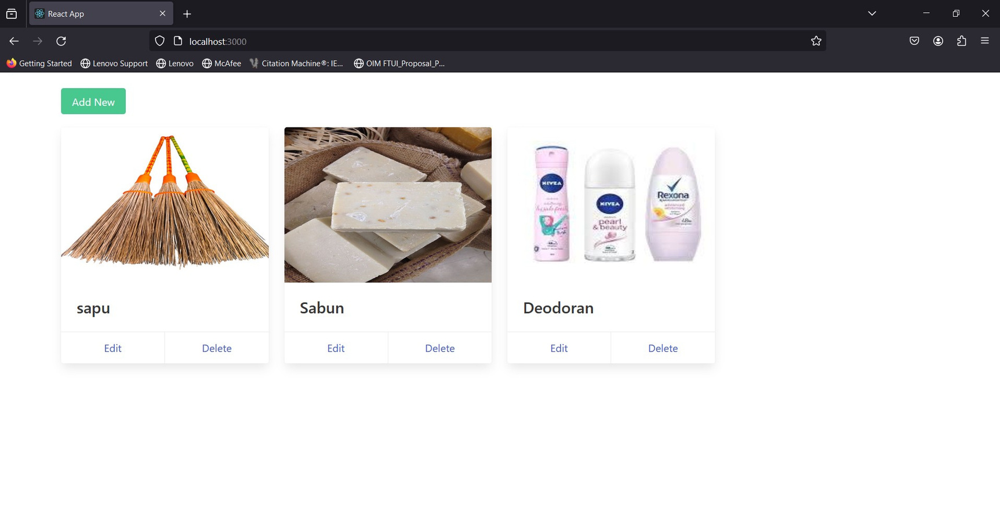 React App
localhost:3000
Getting Started
Lenovo Support
Lenovo
McAfee
Citation Machine®: IE...
OIM FTUI_Proposal_P...
Add New
NIVEA
NIVEA
pearl
& beauty
Rexona
48h
sapu
Sabun
Deodoran
Edit
Delete
Edit
Delete
Edit
Delete